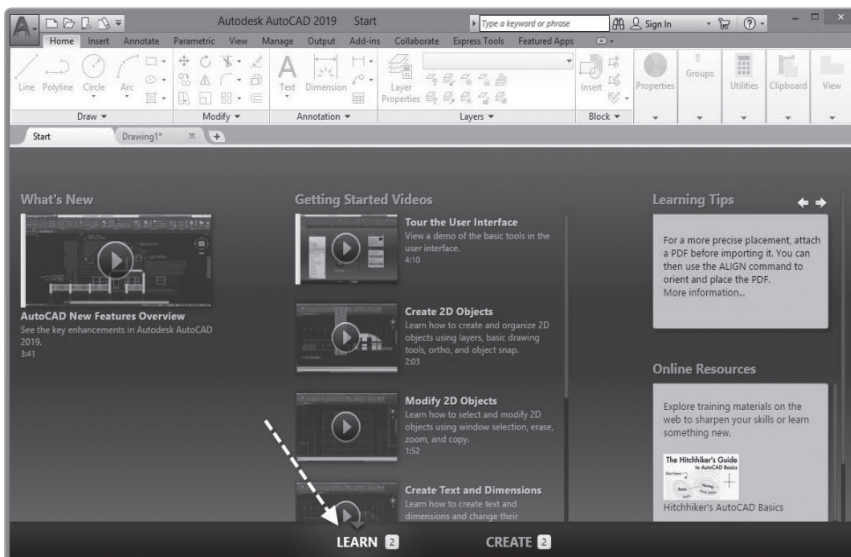 Autodesk AutoCAD 2019 Start
Type a keyword or phrase
Sign In
Home Insert Annotate Parametric View Manage Output Add-ins Collaborate Express Tools Featured Apps
Line Polyline Circle Arc
Text Dimension
Layer Properties
Insert
Properties
Groups
Utilities
Clipboard
View
Draw Modify Annotation Layers Block
Start Drawing1* +
What's New
AutoCAD New Features Overview
See the key enhancements in Autodesk AutoCAD
2019.
3:41
Getting Started Videos
Tour the User Interface
View a demo of the basic tools in the
user interface.
4:10
Create 2D Objects
Learn how to create and organize 2D
objects using layers, basic drawing
tools, ortho, and object snap.
2:03
Modify 2D Objects
Learn how to select and modify 2D
objects using window selection, erase,
zoom, and copy.
1:52
Create Text and Dimensions
Learn how to create text and
dimensions and change their
Learning Tips
For a more precise placement, attach
a PDF before importing it. You can
then use the ALIGN command to
orient and place the PDF.
More information...
Online Resources
Explore training materials on the
web to sharpen your skills or learn
something new.
The Hitchhiker's Guide
to AutoCAD Basics
Hitchhiker's AutoCAD Basics
LEARN 2 CREATE 2